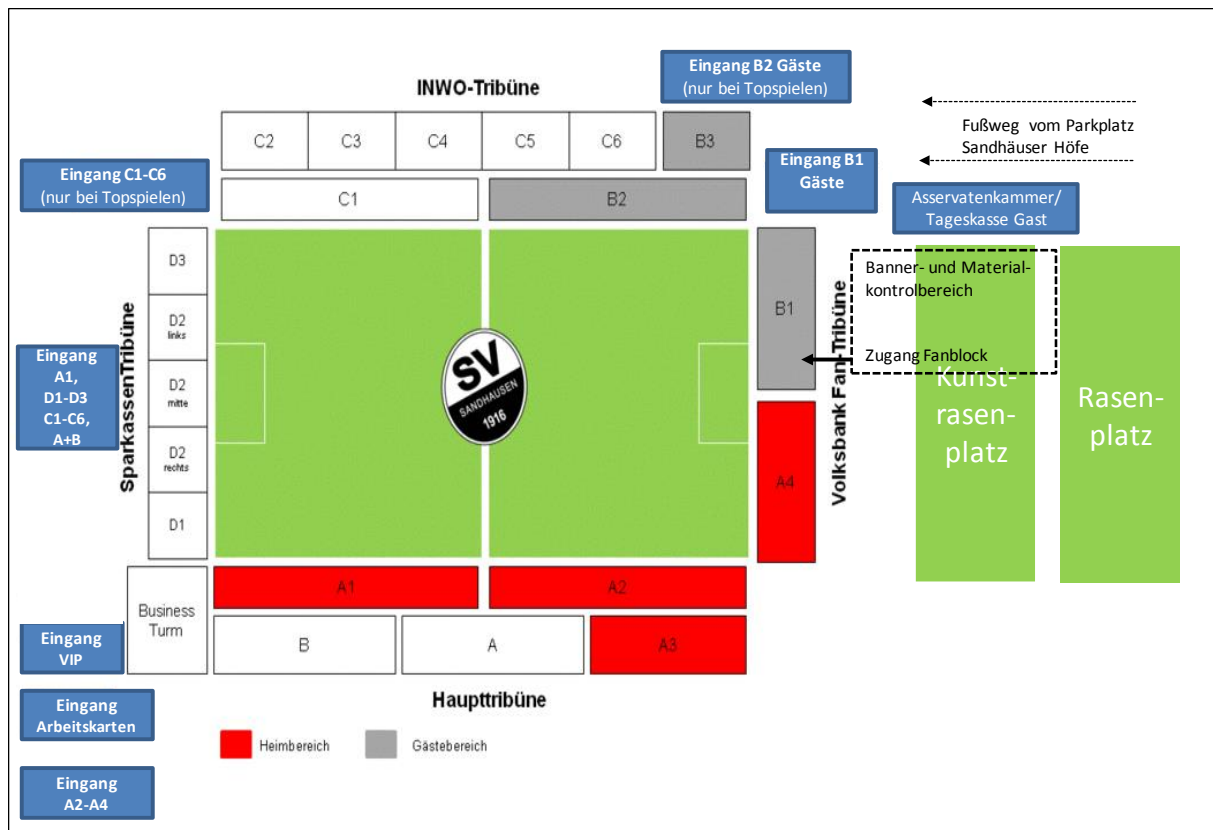 Eingang B2 Gäste
(nur bei Topspielen)
INWO-Tribüne
Fußweg vom Parkplatz
Sandhäuser Höfe
C2
C3
C4
C5
C6
B3
Eingang B1
Gäste
Eingang C1-C6
(nur bei Topspielen)
C1
B2
Asservatenkammer/
Tageskasse Gast
SparkassenTribüne
D3
D2
links
D2
mitte
D2
rechts
D1
Eingang
A1,
D1-D3
C1-C6,
A+B
SV
SANDHAUSEN
1916
B1
A4
Volksbank Fan-Tribüne
Banner- und Material-
kontrolbereich
Zugang Fanblock
Kunst-
rasen-
platz
Rasen-
platz
A1
A2
Business
Turm
B
A
A3
Eingang
VIP
Haupttribüne
Eingang
Arbeitskarten
Heimbereich
Gästebereich
Eingang
A2-A4